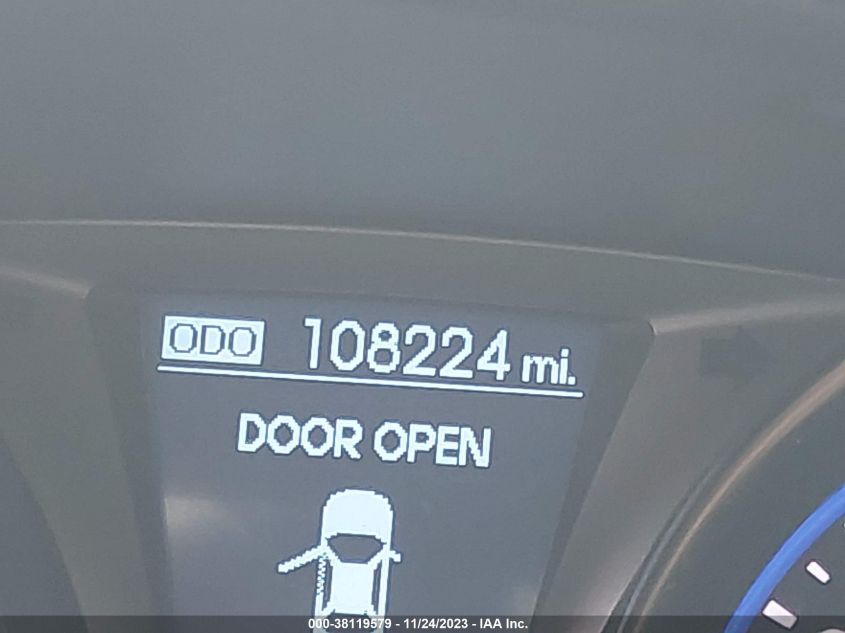 ODO 108224 mi.
DOOR OPEN
000-38119579 - 11/24/2023 - IAA Inc.